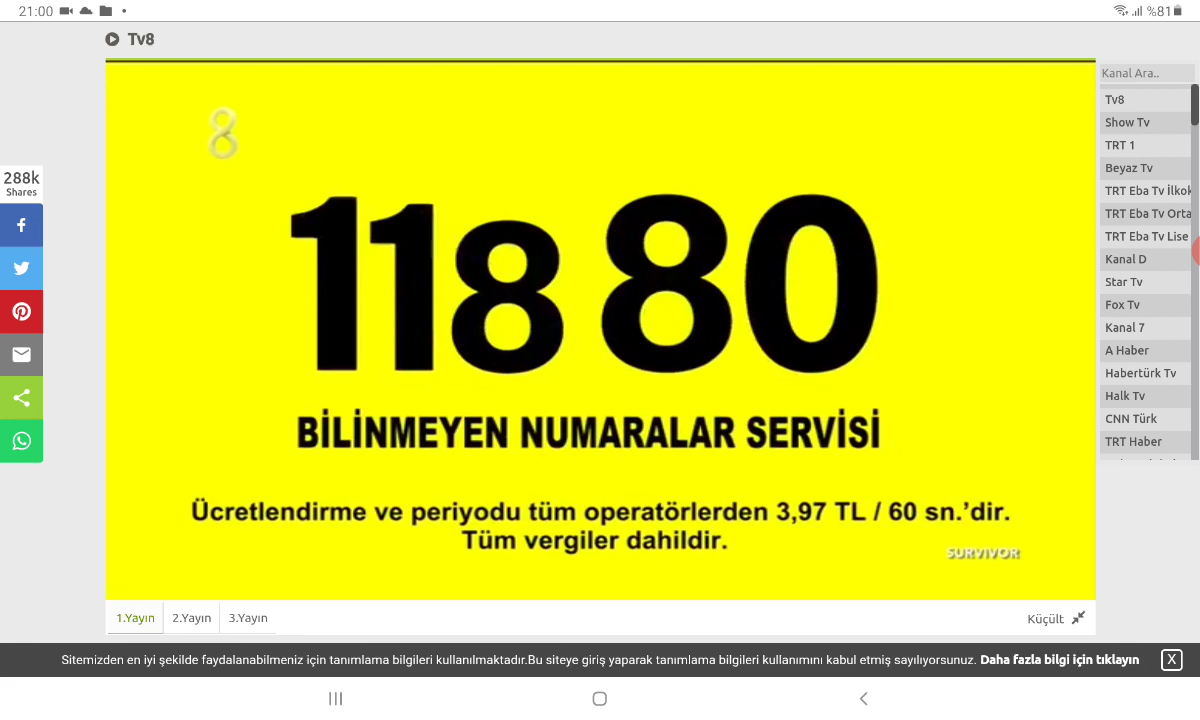 21:00
%81
Tv8
Kanal Ara..
8
11880
BİLİNMEYEN NUMARALAR SERVİSİ
Ücretlendirme ve periyodu tüm operatörlerden 3,97 TL / 60 sn.'dir.
Tüm vergiler dahildir.
SURVIVOR
288k
Shares
Tv8
Show Tv
TRT 1
Beyaz Tv
TRT Eba Tv İlkok
TRT Eba Tv Orta
TRT Eba Tv Lise
Kanal D
Star Tv
Fox Tv
Kanal 7
A Haber
Habertürk Tv
Halk Tv
CNN Türk
TRT Haber
1.Yayın
2.Yayın
3.Yayın
Küçült
Sitemizden en iyi şekilde faydalanabilmeniz için tanımlama bilgileri kullanılmaktadır.Bu siteye giriş yaparak tanımlama bilgileri kullanımını kabul etmiş sayılıyorsunuz. Daha fazla bilgi için tıklayın
X